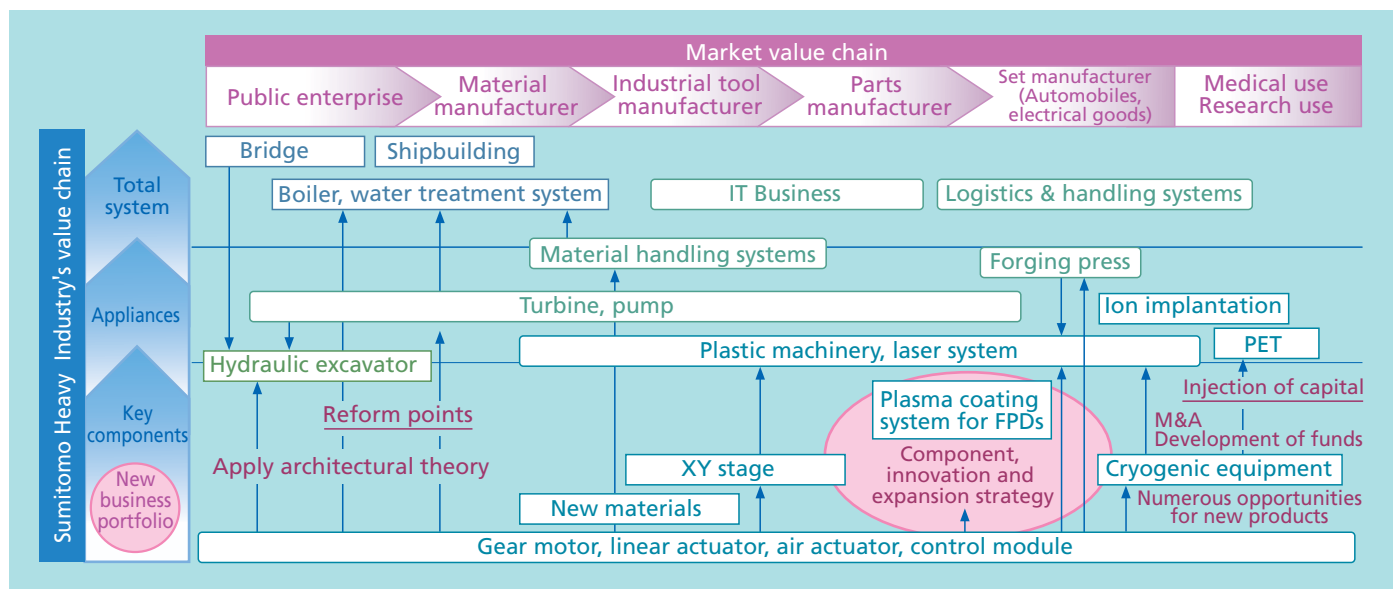 Market value chain
Public enterprise
Material
manufacturer
Industrial tool
manufacturer
Parts
manufacturer
Set manufacturer
(Automobiles,
electrical goods)
Medical use
Research use
Sumitomo Heavy Industry's value chain
Total
system
Appliances
Key
components
New
business
portfolio
Bridge
Shipbuilding
Boiler, water treatment system
IT Business
Logistics & handling systems
Material handling systems
Forging press
Turbine, pump
Ion implantation
Hydraulic excavator
Plastic machinery, laser system
PET
Reform points
Injection of capital
Plasma coating
system for FPDs
M&A
Development of funds
Apply architectural theory
XY stage
Component,
innovation and
expansion strategy
Cryogenic equipment
New materials
Numerous opportunities
for new products
Gear motor, linear actuator, air actuator, control module